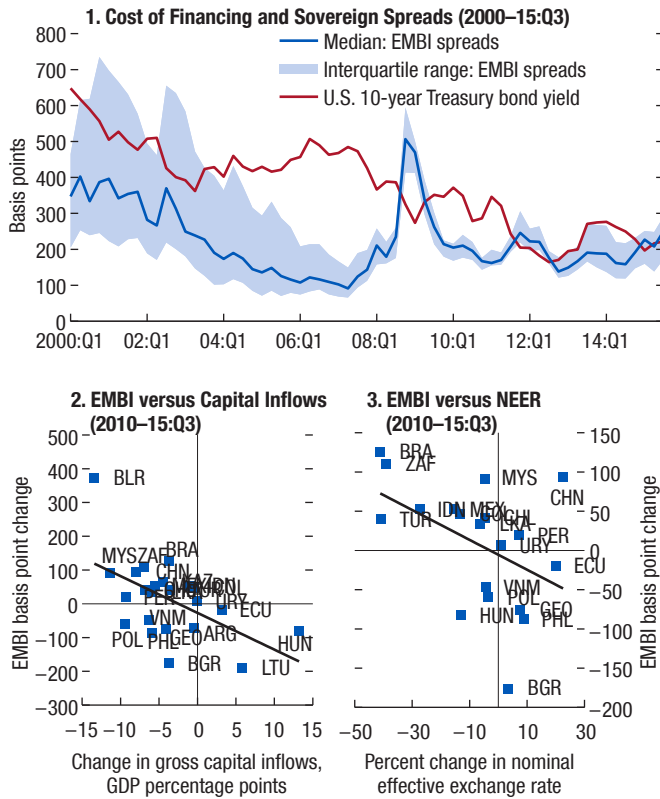 1. Cost of Financing and Sovereign Spreads (2000–15:Q3)
800
700
600
500
400
300
200
100
0
Basis points
Median: EMBI spreads
Interquartile range: EMBI spreads
U.S. 10-year Treasury bond yield
2000:Q1 02:Q1 04:Q1 06:Q1 08:Q1 10:Q1 12:Q1 14:Q1
2. EMBI versus Capital Inflows
(2010–15:Q3)
500
400
300
200
100
0
−100
−200
−300
EMBI basis point change
BLR
BRA
MYS
ZAF
CHN
URY
ECU
VNM
ARG
POL
PHL
GEO
HUN
BGR
LTU
−15 −10 −5 0 5 10 15
Change in gross capital inflows,
GDP percentage points
3. EMBI versus NEER
(2010–15:Q3)
150
100
50
0
−50
−100
−150
−200
EMBI basis point change
BRA
ZAF
MYS
CHN
TUR
IDN
MEX
CHL
LKA
PER
URY
ECU
VNM
POL
HUN
GEO
PHL
BGR
−50 −30 −10 10 30
Percent change in nominal
effective exchange rate